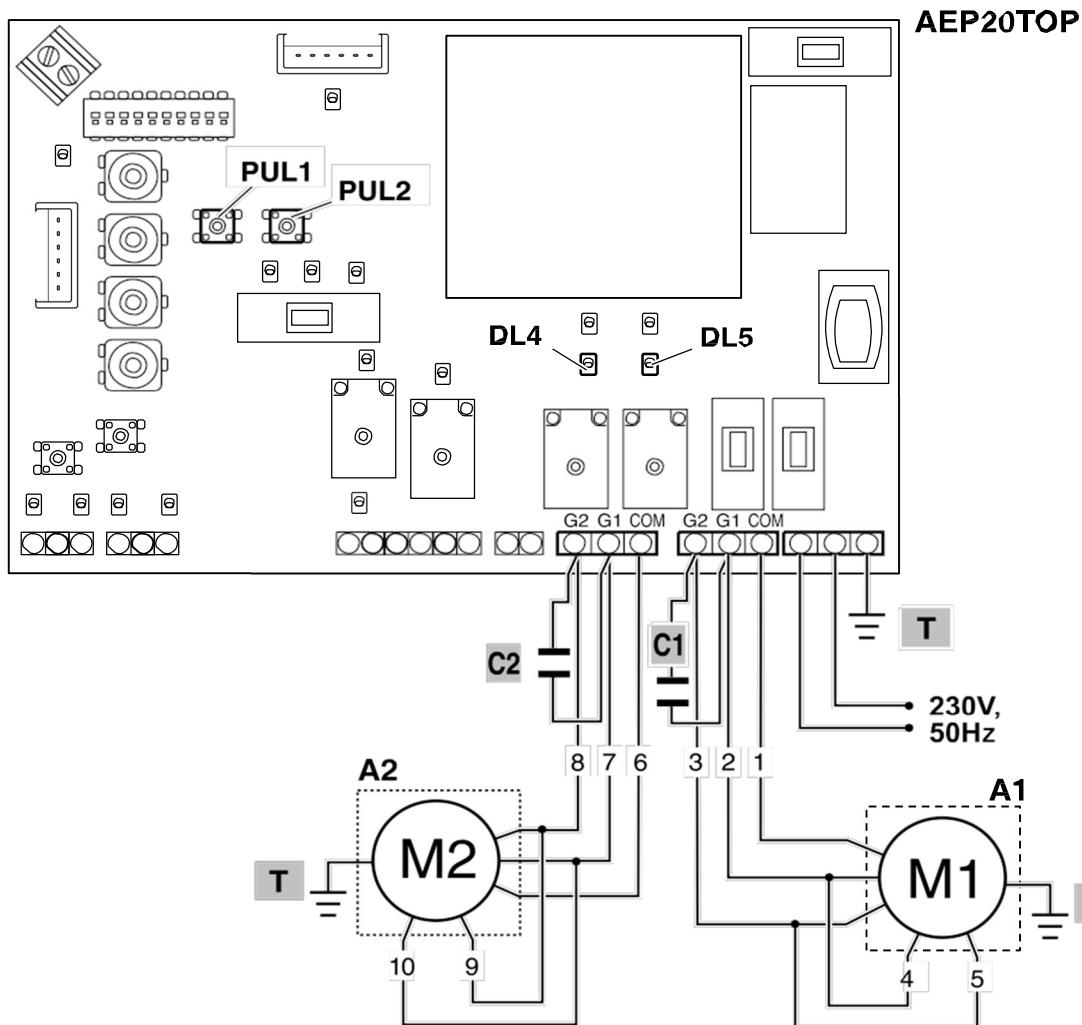 AEP20TOP
PUL1
PUL2
DL4
DL5
G2 G1 COM
G2 G1 COM
T
C2
C1
230V,
50Hz
8 7 6
3 2 1
A2
A1
M2
M1
T
10 9
4 5